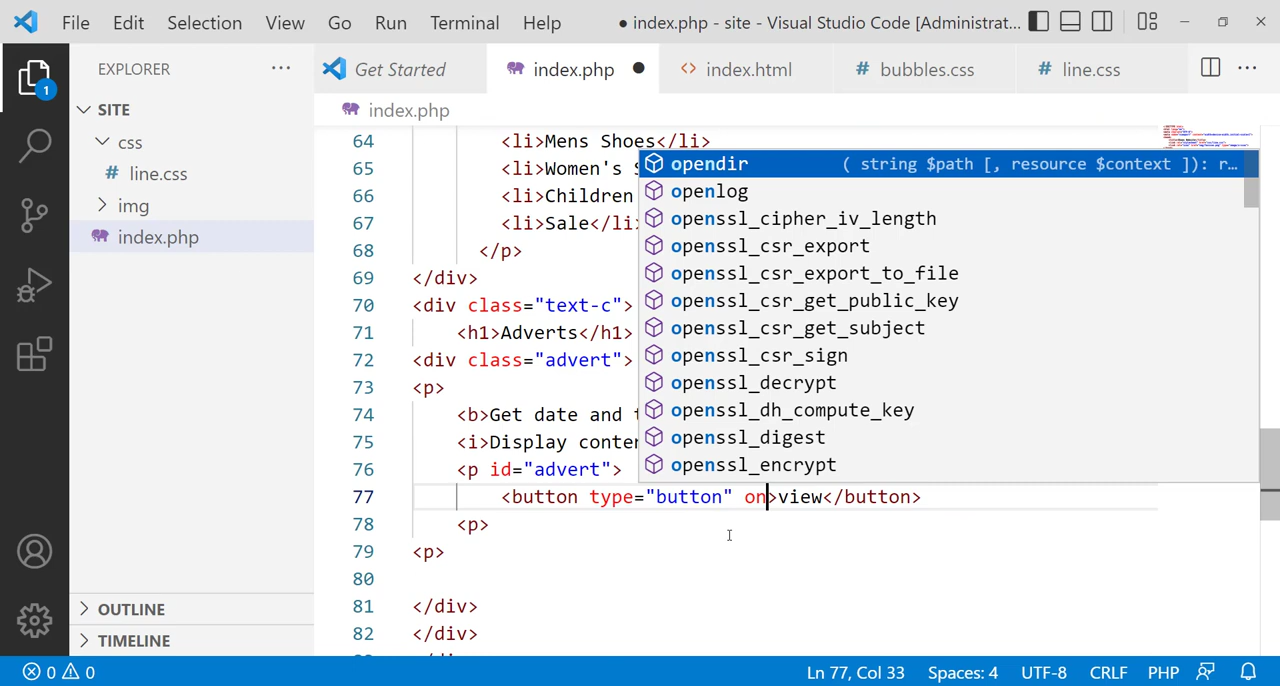 File Edit Selection View Go Run Terminal Help ● index.php - site - Visual Studio Code [Administrat...
EXPLORER ...
Get Started index.php ● index.html # bubbles.css # line.css ...
index.php
SITE
css
# line.css
img
index.php
OUTLINE
TIMELINE
1
64 <li>Mens Shoes</li>
65 <li>Women's S
66 <li>Children
67 <li>Sale</li>
68 </p>
69 </div>
70 <div class="text-c">
71 <h1>Adverts</h1>
72 <div class="advert">
73 <p>
74 <b>Get date and
75 <i>Display conten
76 <p id="advert">
77 <button type="button" on>view</button>
78 <p>
79 <p>
80
81 </div>
82 </div>
opendir ( string $path [, resource $context ]): r...
openlog
openssl_cipher_iv_length
openssl_csr_export
openssl_csr_export_to_file
openssl_csr_get_public_key
openssl_csr_get_subject
openssl_csr_sign
openssl_decrypt
openssl_dh_compute_key
openssl_digest
openssl_encrypt
0 0 Ln 77, Col 33 Spaces: 4 UTF-8 CRLF PHP